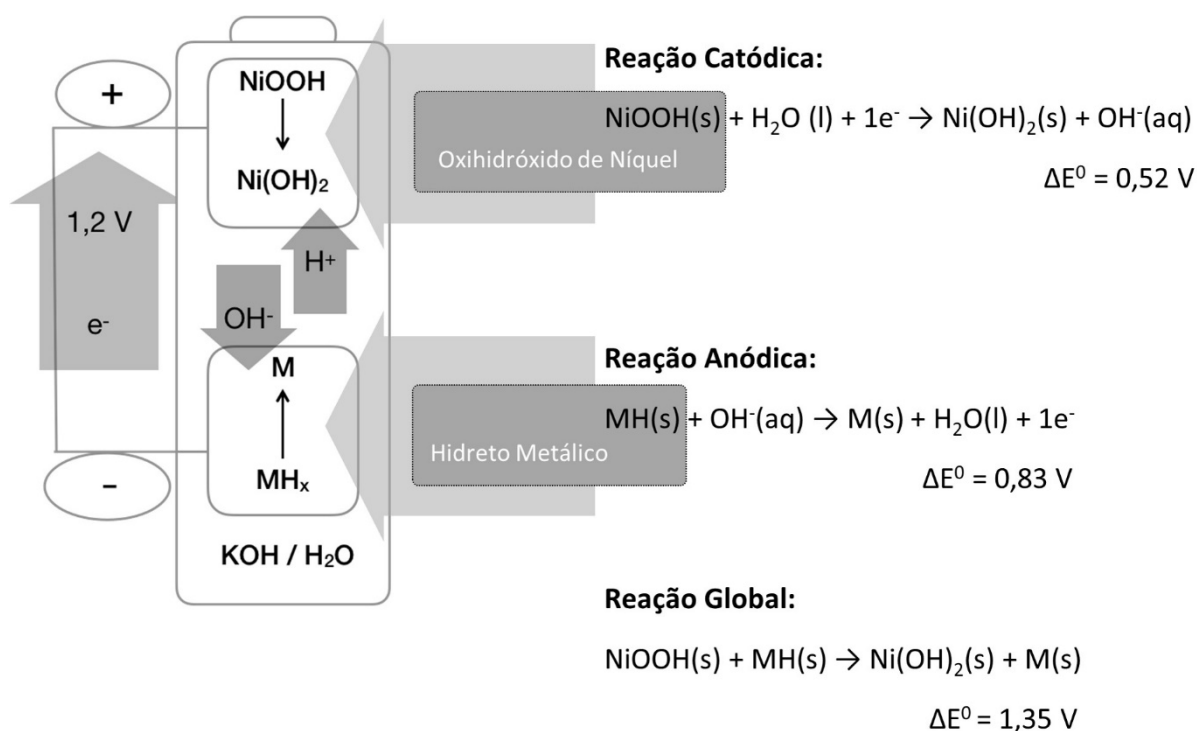 +
NiOOH
↓
Ni(OH)₂
1,2 V
e⁻
H⁺
OH⁻
M
↑
MHₓ
−
KOH / H₂O
Reação Catódica:
NiOOH(s) + H₂O (l) + 1e⁻ → Ni(OH)₂(s) + OH⁻(aq)
Oxihidróxido de Níquel
ΔE⁰ = 0,52 V
Reação Anódica:
MH(s) + OH⁻(aq) → M(s) + H₂O(l) + 1e⁻
Hidreto Metálico
ΔE⁰ = 0,83 V
Reação Global:
NiOOH(s) + MH(s) → Ni(OH)₂(s) + M(s)
ΔE⁰ = 1,35 V